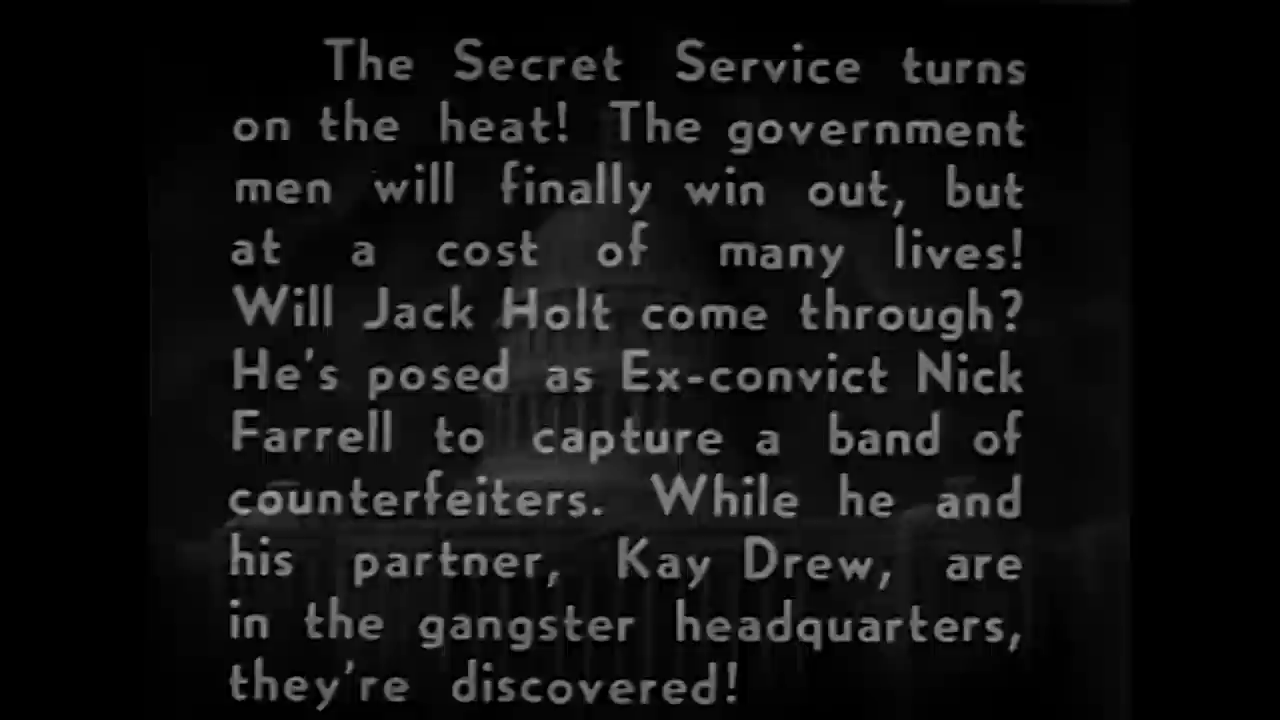 The Secret Service turns
on the heat! The government
men will finally win out, but
at a cost of many lives!
Will Jack Holt come through?
He's posed as Ex-convict Nick
Farrell to capture a band of
counterfeiters. While he and
his partner, Kay Drew, are
in the gangster headquarters,
they're discovered!